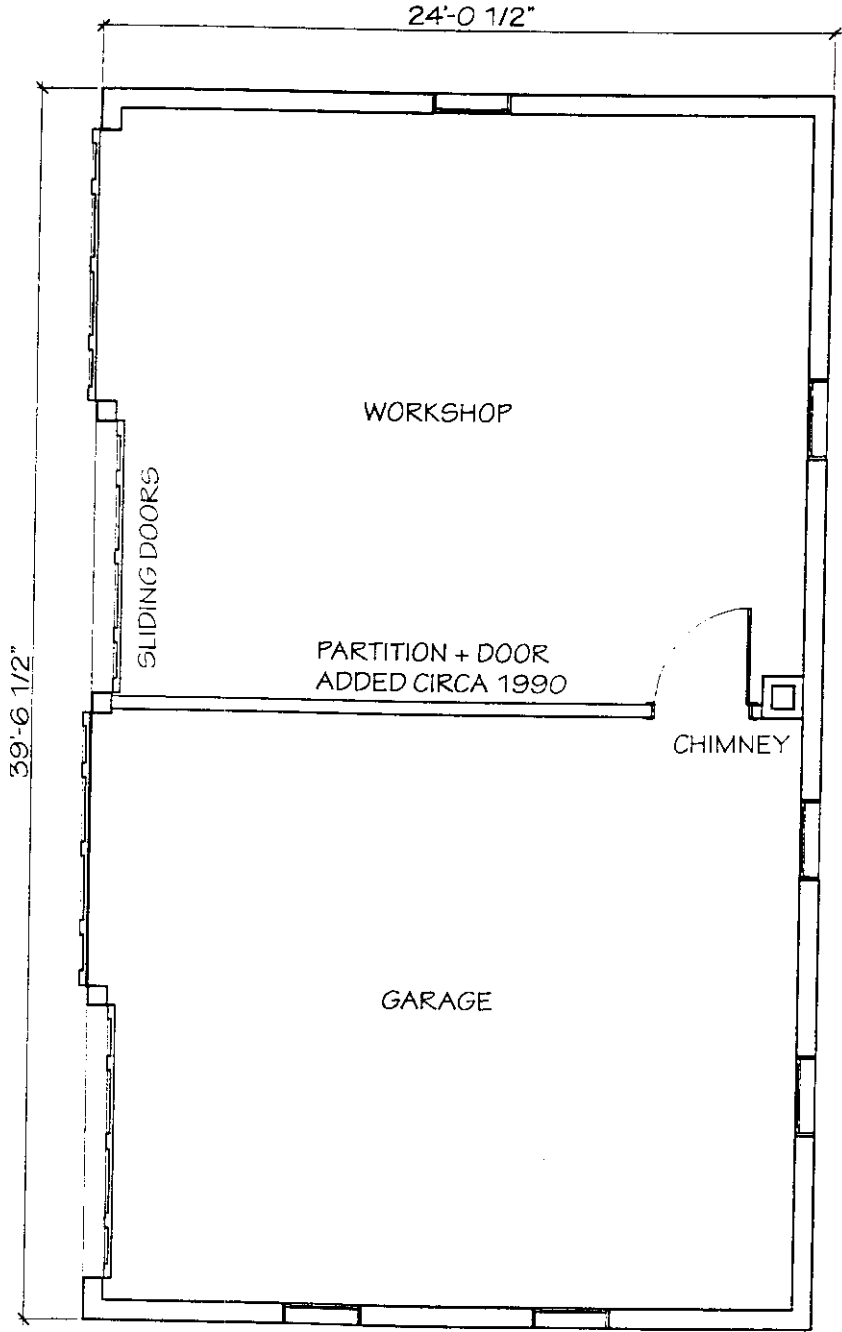 24'-0 1/2"
WORKSHOP
SLIDING DOORS
39'-6 1/2"
PARTITION + DOOR
ADDED CIRCA 1990
CHIMNEY
GARAGE